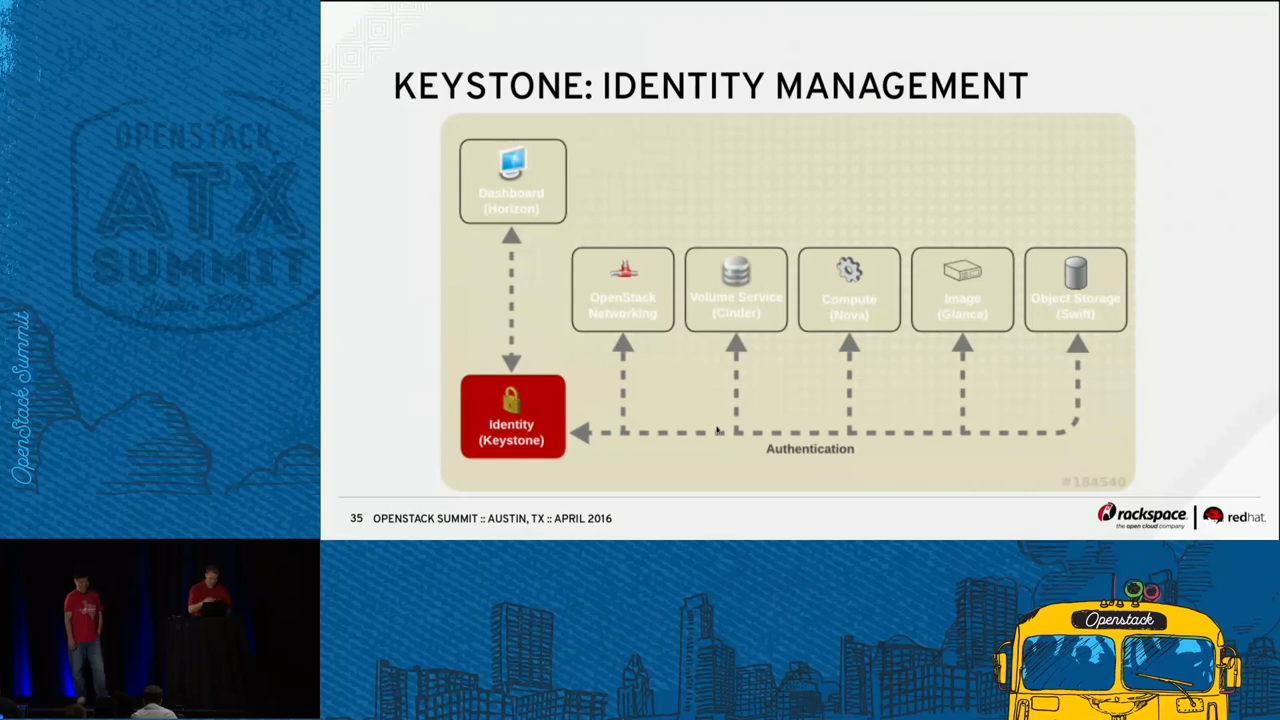 OPENSTACK
ATX
SUMMIT
OpenStack Summit
KEYSTONE: IDENTITY MANAGEMENT
Dashboard
(Horizon)
OpenStack
Networking
Volume Service
(Cinder)
Compute
(Nova)
Image
(Glance)
Object Storage
(Swift)
Identity
(Keystone)
Authentication
#184540
35 OPENSTACK SUMMIT :: AUSTIN, TX :: APRIL 2016
rackspace.
the open cloud company
redhat.
Openstack